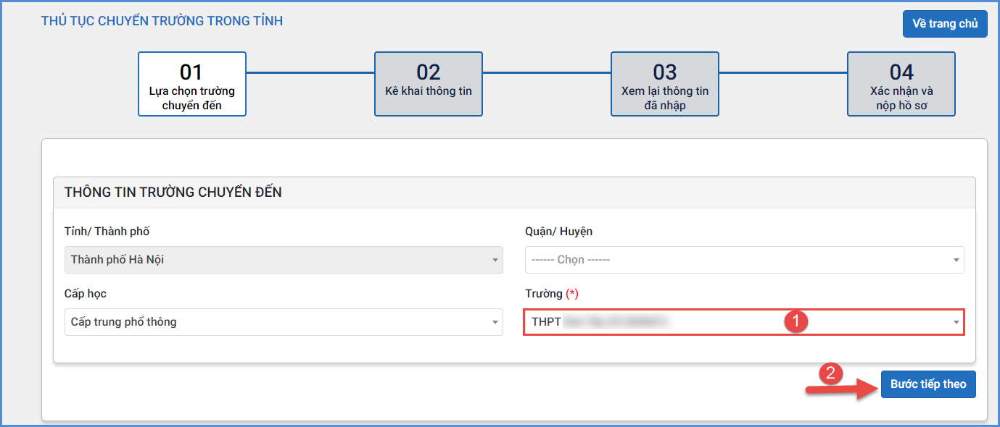 THỦ TỤC CHUYỂN TRƯỜNG TRONG TỈNH
Về trang chủ
01
Lựa chọn trường
chuyển đến
02
Kê khai thông tin
03
Xem lại thông tin
đã nhập
04
Xác nhận và
nộp hồ sơ
THÔNG TIN TRƯỜNG CHUYỂN ĐẾN
Tỉnh/ Thành phố
Quận/ Huyện
Thành phố Hà Nội
------ Chọn ------
Cấp học
Trường (*)
Cấp trung phổ thông
THPT
1
2
Bước tiếp theo